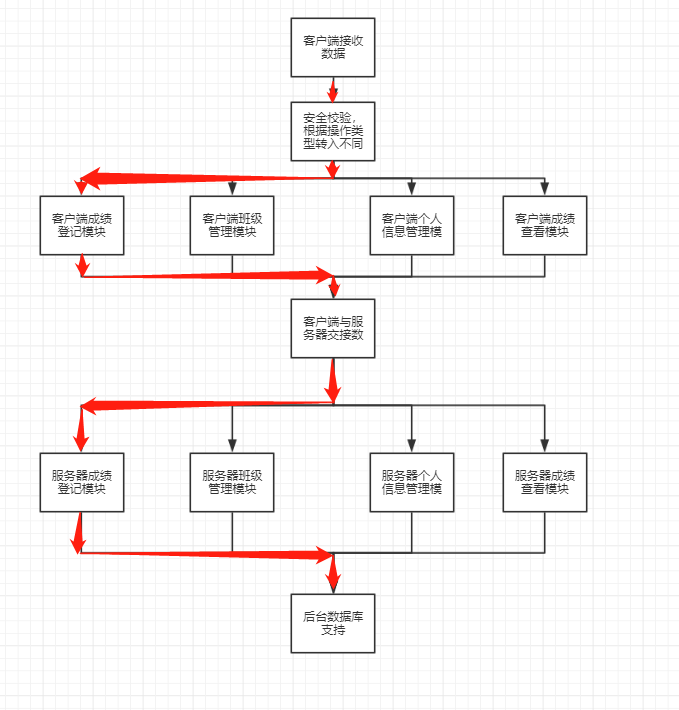 客户端接收
数据
安全校验，
根据操作类
型转入不同
客户端成绩
登记模块
客户端班级
管理模块
客户端个人
信息管理模
客户端成绩
查看模块
客户端与服
务器交接数
服务器成绩
登记模块
服务器班级
管理模块
服务器个人
信息管理模
服务器成绩
查看模块
后台数据库
支持